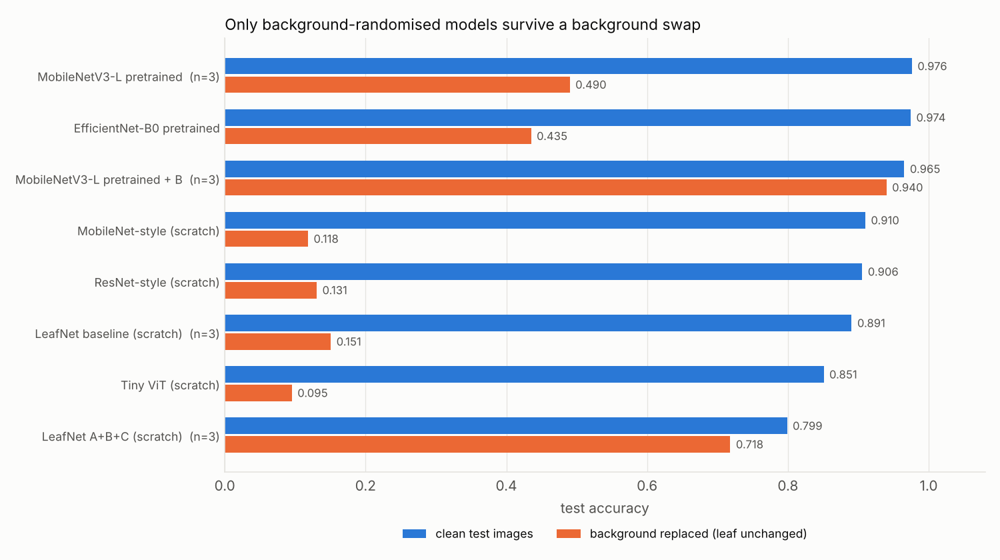 Only background-randomised models survive a background swap
MobileNetV3-L pretrained (n=3)
0.976
0.490
EfficientNet-B0 pretrained
0.974
0.435
MobileNetV3-L pretrained + B (n=3)
0.965
0.940
MobileNet-style (scratch)
0.910
0.118
ResNet-style (scratch)
0.906
0.131
LeafNet baseline (scratch) (n=3)
0.891
0.151
Tiny ViT (scratch)
0.851
0.095
LeafNet A+B+C (scratch) (n=3)
0.799
0.718
0.0 0.2 0.4 0.6 0.8 1.0
test accuracy
clean test images background replaced (leaf unchanged)